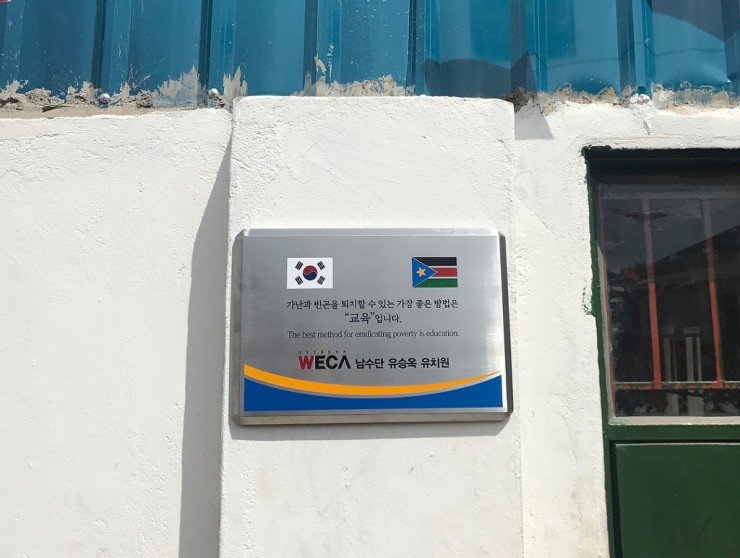 가난과 빈곤을 퇴치할 수 있는 가장 좋은 방법은
“교육”입니다.
The best method for eradicating poverty is education.
WECA 남수단 유승옥 유치원